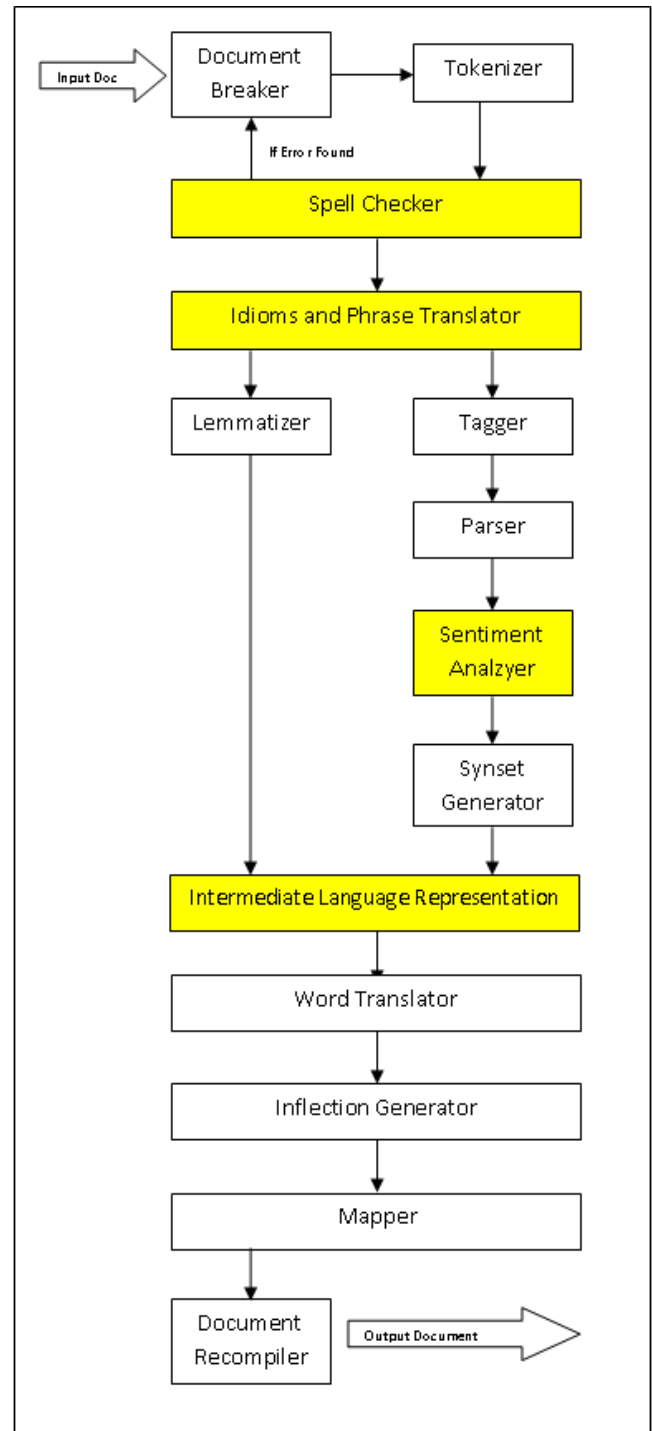 Input Doc
Document
Breaker
Tokenizer
If Error Found
Spell Checker
Idioms and Phrase Translator
Lemmatizer
Tagger
Parser
Sentiment
Analzyer
Synset
Generator
Intermediate Language Representation
Word Translator
Inflection Generator
Mapper
Document
Recompiler
Output Document